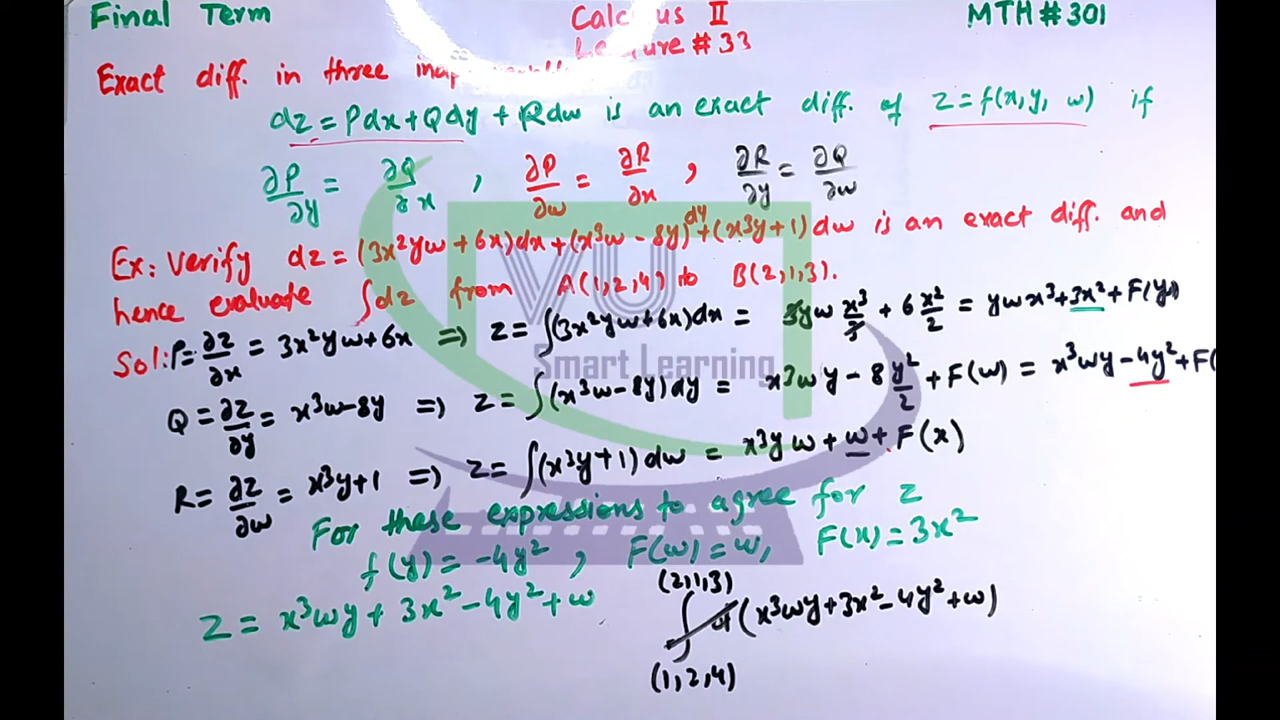 Final Term
Calculus II
MTH # 301
Lecture # 33
Exact diff. in three
dz = Pdx + Qdy + Rdw is an exact diff. of z = f(x, y, w) if
∂P/∂y = ∂Q/∂x , ∂P/∂w = ∂R/∂x , ∂R/∂y = ∂Q/∂w
Ex: Verify dz = (3x²yw + 6x)dx + (x³w - 8y)dy + (x³y + 1)dw is an exact diff. and
hence evaluate ∫dz from A(1,2,4) to B(2,1,3).
Sol: P = ∂z/∂x = 3x²yw + 6x => z = ∫(3x²yw + 6x)dx = 3yw x³/3 + 6 x²/2 = ywx³ + 3x² + F(y)
Q = ∂z/∂y = x³w - 8y => z = ∫(x³w - 8y)dy = x³wy - 8 y²/2 + F(w) = x³wy - 4y² + F(
R = ∂z/∂w = x³y + 1 => z = ∫(x³y + 1)dw = x³yw + w + F(x)
For these expressions to agree for z
f(y) = -4y² , F(w) = w, F(x) = 3x²
z = x³wy + 3x² - 4y² + w
(2,1,3)
∫ d(x³wy + 3x² - 4y² + w)
(1,2,4)
VU
Smart Learning